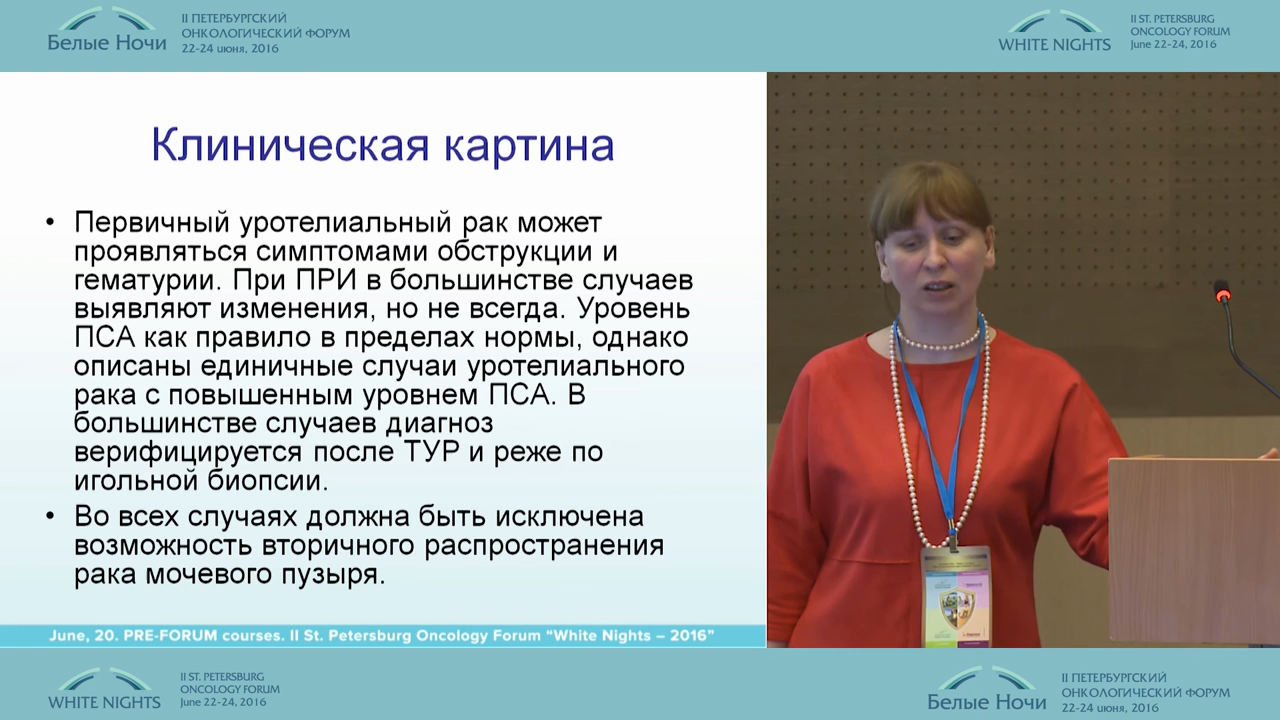 Белые Ночи
II ПЕТЕРБУРГСКИЙ
ОНКОЛОГИЧЕСКИЙ ФОРУМ
22-24 июня, 2016
WHITE NIGHTS
II ST. PETERSBURG
ONCOLOGY FORUM
June 22-24, 2016
Клиническая картина
• Первичный уротелиальный рак может
проявляться симптомами обструкции и
гематурии. При ПРИ в большинстве случаев
выявляют изменения, но не всегда. Уровень
ПСА как правило в пределах нормы, однако
описаны единичные случаи уротелиального
рака с повышенным уровнем ПСА. В
большинстве случаев диагноз
верифицируется после ТУР и реже по
игольной биопсии.
• Во всех случаях должна быть исключена
возможность вторичного распространения
рака мочевого пузыря.
June, 20. PRE-FORUM courses. II St. Petersburg Oncology Forum “White Nights – 2016”
WHITE NIGHTS
II ST. PETERSBURG
ONCOLOGY FORUM
June 22-24, 2016
Белые Ночи
II ПЕТЕРБУРГСКИЙ
ОНКОЛОГИЧЕСКИЙ ФОРУМ
22-24 июня, 2016